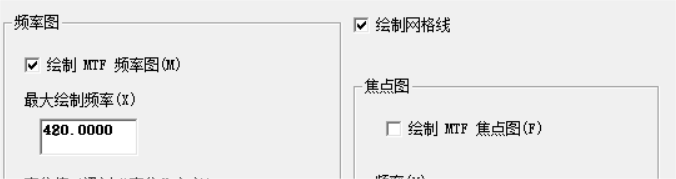 频率图
绘制网格线
绘制 MTF 频率图(M)
最大绘制频率(X)
420.0000
焦点图
绘制 MTF 焦点图(F)